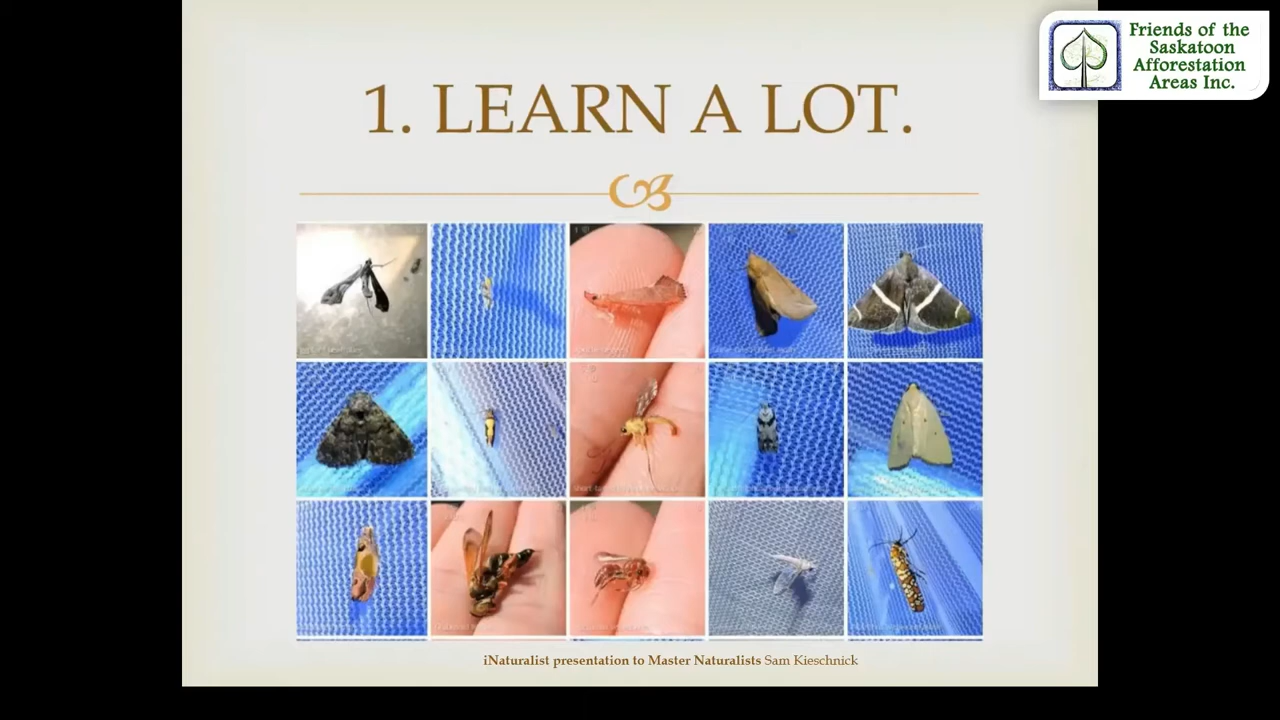 Friends of the
Saskatoon
Afforestation
Areas Inc.
1. LEARN A LOT.
iNaturalist presentation to Master Naturalists Sam Kieschnick